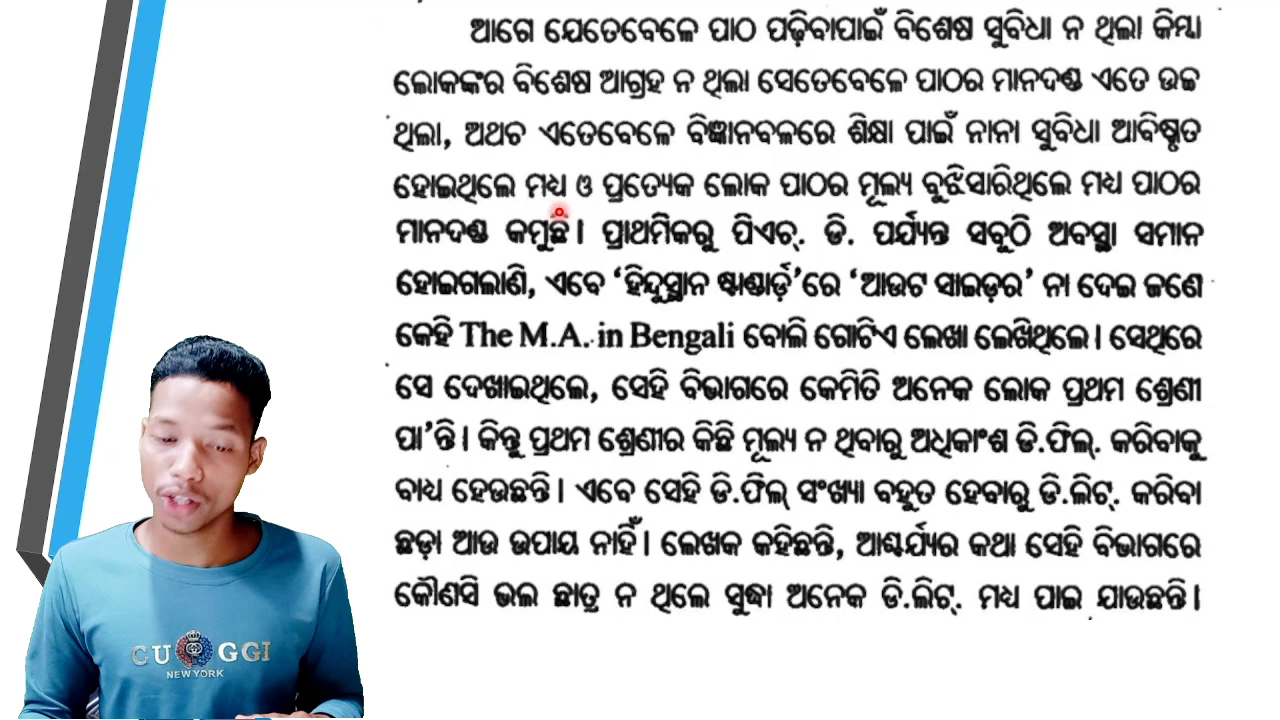 ଆଗେ ଯେତେବେଳେ ପାଠ ପଢ଼ିବାପାଇଁ ବିଶେଷ ସୁବିଧା ନ ଥିଲା କିମ୍ବା
ଲୋକଙ୍କର ବିଶେଷ ଆଗ୍ରହ ନ ଥିଲା ସେତେବେଳେ ପାଠର ମାନଦଣ୍ଡ ଏତେ ଉଚ୍ଚ
ଥିଲା, ଅଥଚ ଏତେବେଳେ ବିଜ୍ଞାନବଳରେ ଶିକ୍ଷା ପାଇଁ ନାନା ସୁବିଧା ଆବିଷ୍କୃତ
ହୋଇଥିଲେ ମଧ୍ୟ ଓ ପ୍ରତ୍ୟେକ ଲୋକ ପାଠର ମୂଲ୍ୟ ବୁଝିସାରିଥିଲେ ମଧ୍ୟ ପାଠର
ମାନଦଣ୍ଡ କମୁଛି। ପ୍ରାଥମିକରୁ ପିଏଚ୍. ଡି. ପର୍ଯ୍ୟନ୍ତ ସବୁଠି ଅବସ୍ଥା ସମାନ
ହୋଇଗଲାଣି, ଏବେ ‘ହିନ୍ଦୁସ୍ଥାନ ଷ୍ଟାଣ୍ଡାର୍ଡ଼’ରେ ‘ଆଉଟ ସାଇଡ଼ର’ ନା ଦେଇ ଜଣେ
କେହି The M.A. in Bengali ବୋଲି ଗୋଟିଏ ଲେଖା ଲେଖିଥିଲେ। ସେଥିରେ
ସେ ଦେଖାଇଥିଲେ, ସେହି ବିଭାଗରେ କେମିତି ଅନେକ ଲୋକ ପ୍ରଥମ ଶ୍ରେଣୀ
ପା’ନ୍ତି। କିନ୍ତୁ ପ୍ରଥମ ଶ୍ରେଣୀର କିଛି ମୂଲ୍ୟ ନ ଥିବାରୁ ଅଧିକାଂଶ ଡି.ଫିଲ୍. କରିବାକୁ
ବାଧ୍ୟ ହେଉଛନ୍ତି। ଏବେ ସେହି ଡି.ଫିଲ୍ ସଂଖ୍ୟା ବହୁତ ହେବାରୁ ଡି.ଲିଟ୍. କରିବା
ଛଡ଼ା ଆଉ ଉପାୟ ନାହିଁ। ଲେଖକ କହିଛନ୍ତି, ଆଶ୍ଚର୍ଯ୍ୟର କଥା ସେହି ବିଭାଗରେ
କୌଣସି ଭଲ ଛାତ୍ର ନ ଥିଲେ ସୁଦ୍ଧା ଅନେକ ଡି.ଲିଟ୍. ମଧ୍ୟ ପାଇ ଯାଉଛନ୍ତି।
CU GGI
NEW YORK